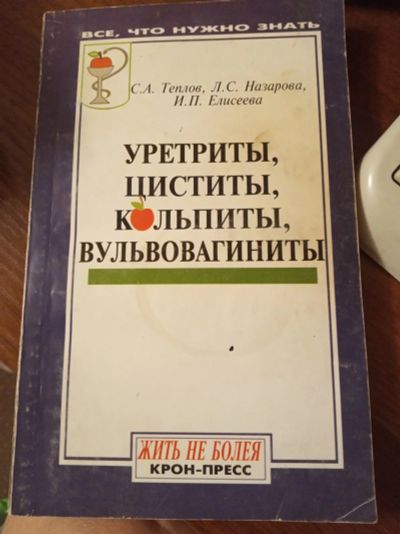 ВСЕ, ЧТО НУЖНО ЗНАТЬ
С.А. Теплов, Л.С. Назарова,
И.П. Елисеева
УРЕТРИТЫ,
ЦИСТИТЫ,
КОЛЬПИТЫ,
ВУЛЬВОВАГИНИТЫ
ЖИТЬ НЕ БОЛЕЯ
КРОН-ПРЕСС